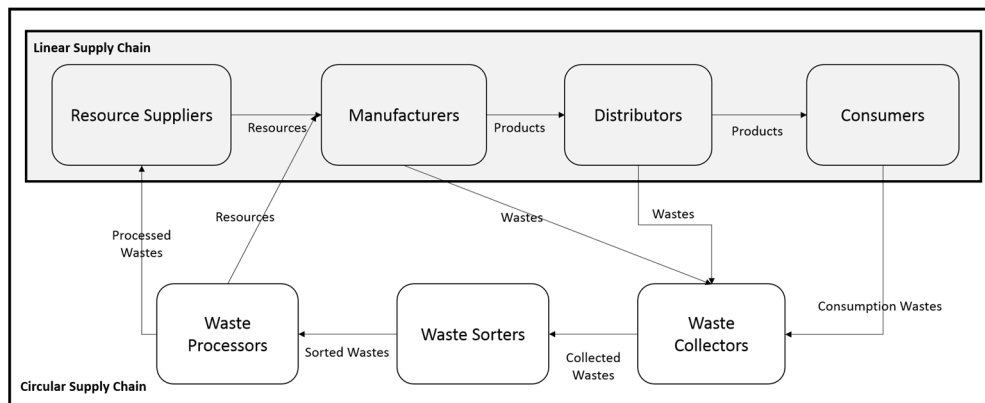 Linear Supply Chain
Resource Suppliers
Resources
Manufacturers
Products
Distributors
Products
Consumers
Processed
Wastes
Resources
Wastes
Wastes
Consumption Wastes
Waste
Processors
Sorted Wastes
Waste Sorters
Collected
Wastes
Waste
Collectors
Circular Supply Chain